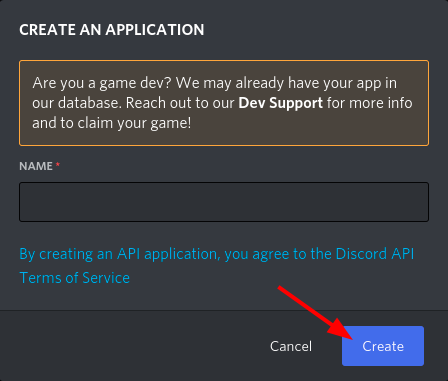 CREATE AN APPLICATION
Are you a game dev? We may already have your app in
our database. Reach out to our Dev Support for more info
and to claim your game!
NAME *
By creating an API application, you agree to the Discord API
Terms of Service
Cancel
Create